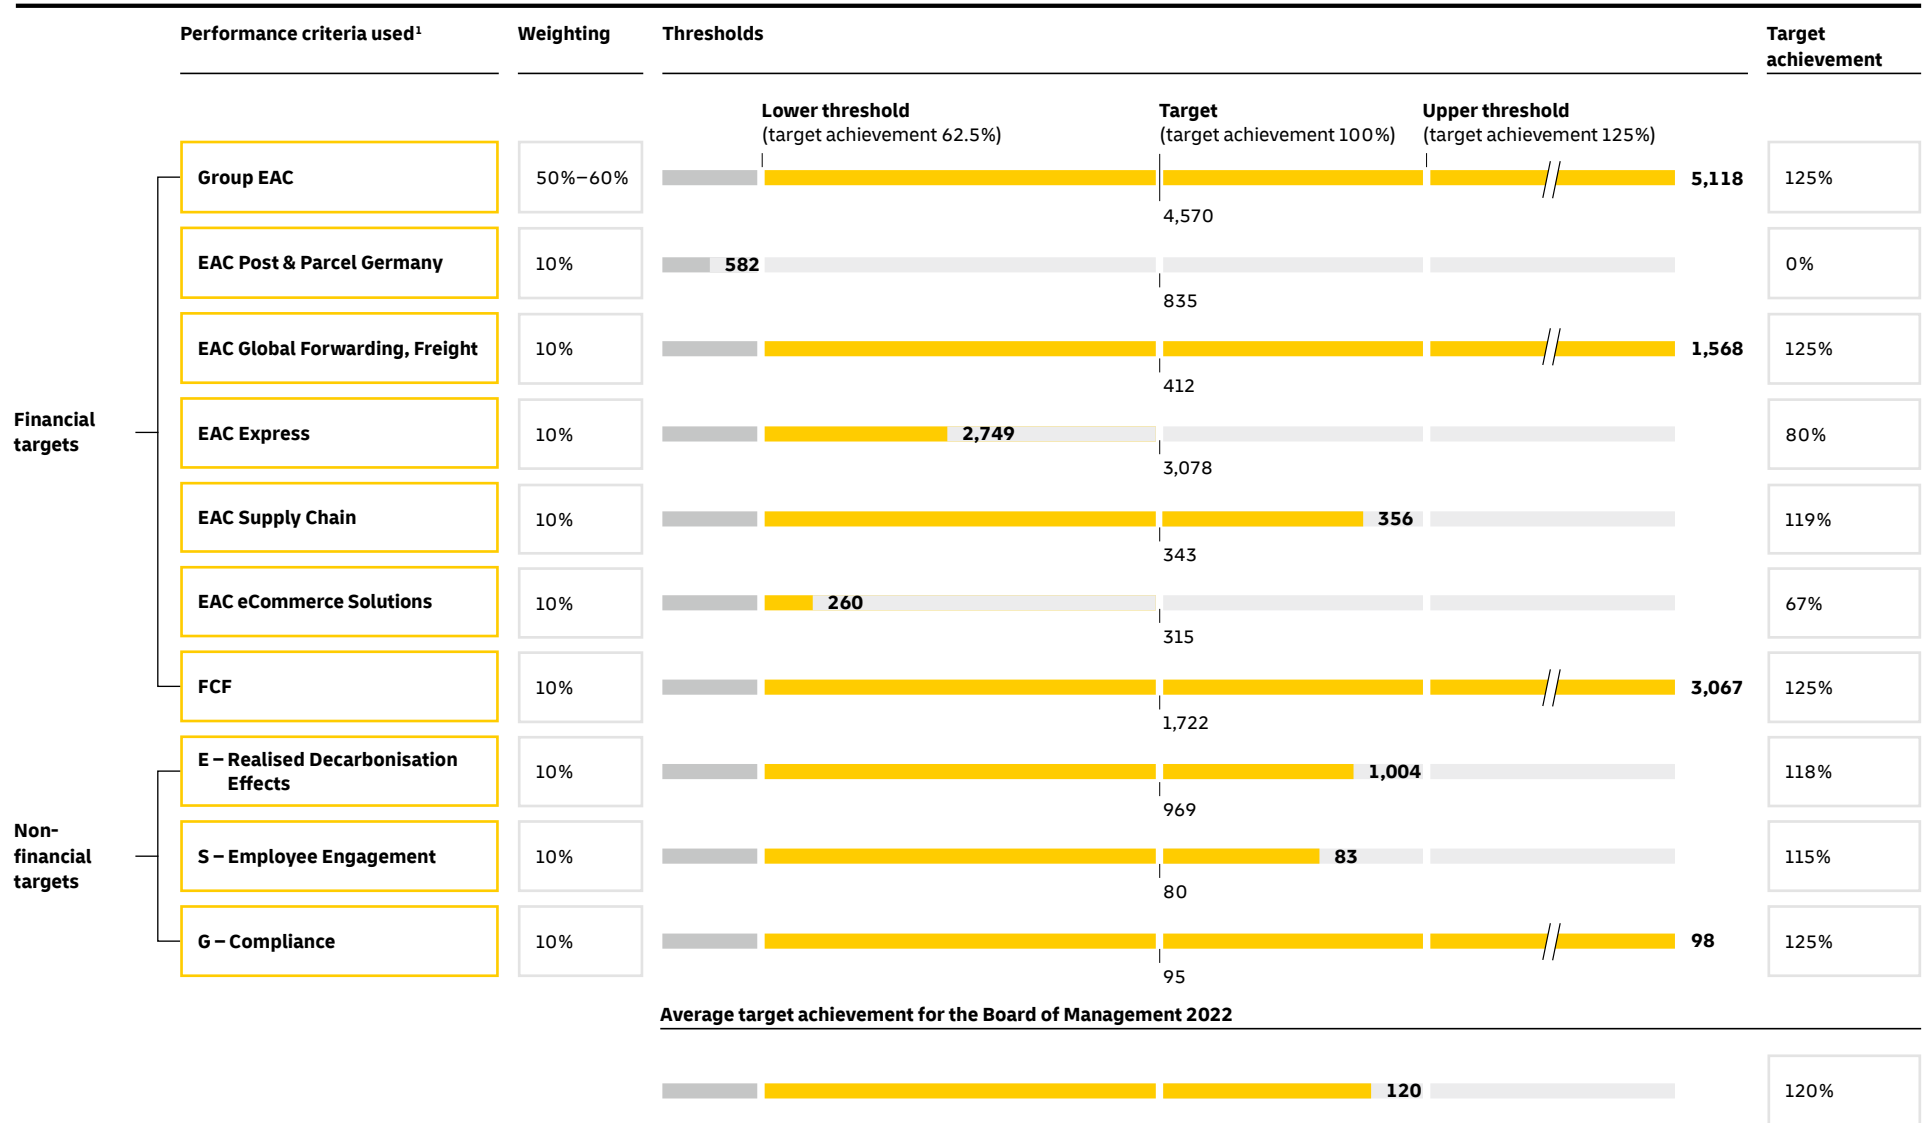 Performance criteria used¹ Weighting Thresholds Target achievement
Lower threshold Target Upper threshold
(target achievement 62.5%) (target achievement 100%) (target achievement 125%)
Financial targets
Group EAC 50%–60% 5,118 125%
4,570
EAC Post & Parcel Germany 10% 582 0%
835
EAC Global Forwarding, Freight 10% 1,568 125%
412
EAC Express 10% 2,749 80%
3,078
EAC Supply Chain 10% 356 119%
343
EAC eCommerce Solutions 10% 260 67%
315
FCF 10% 3,067 125%
1,722
Non-
financial
targets
E – Realised Decarbonisation
Effects 10% 1,004 118%
969
S – Employee Engagement 10% 83 115%
80
G – Compliance 10% 98 125%
95
Average target achievement for the Board of Management 2022
120 120%